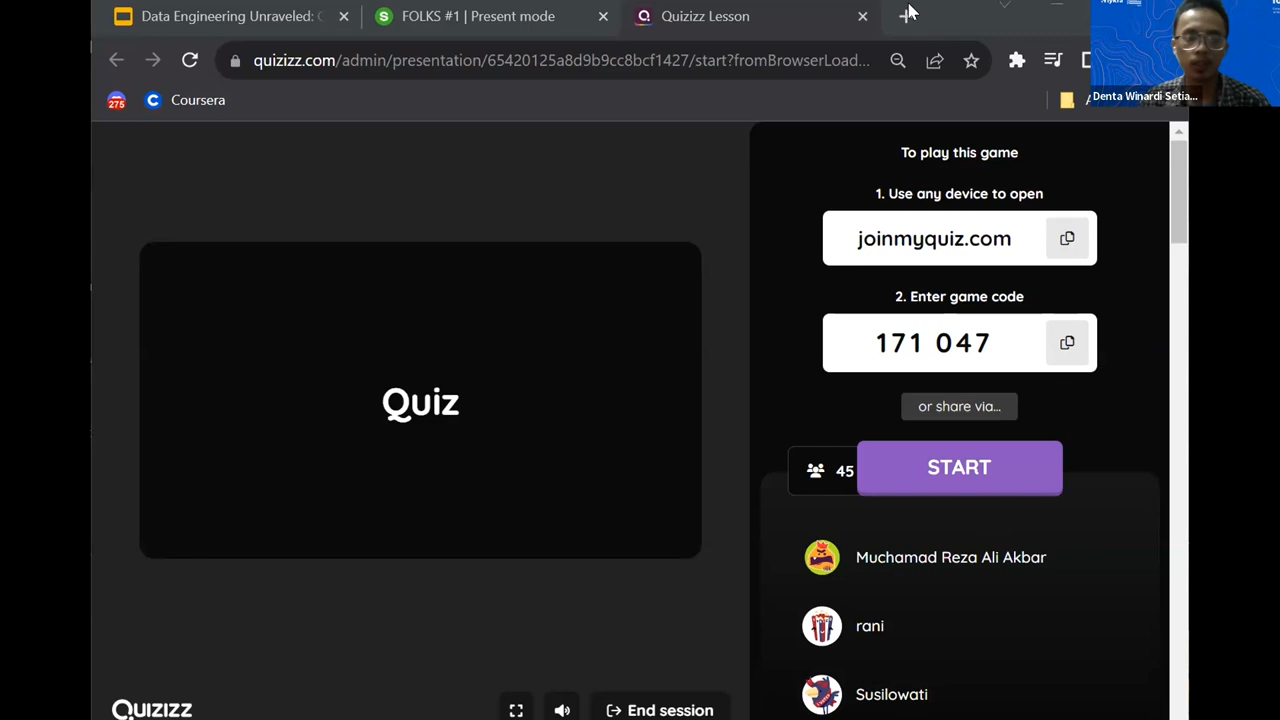 Data Engineering Unraveled: C
FOLKS #1 | Present mode
Quizizz Lesson
quizizz.com/admin/presentation/65420125a8d9b9cc8bcf1427/start?fromBrowserLoad...
275
Coursera
Denta Winardi Setia...
To play this game
1. Use any device to open
joinmyquiz.com
2. Enter game code
171 047
or share via...
45
START
Quiz
Muchamad Reza Ali Akbar
rani
Susilowati
Quizizz
End session